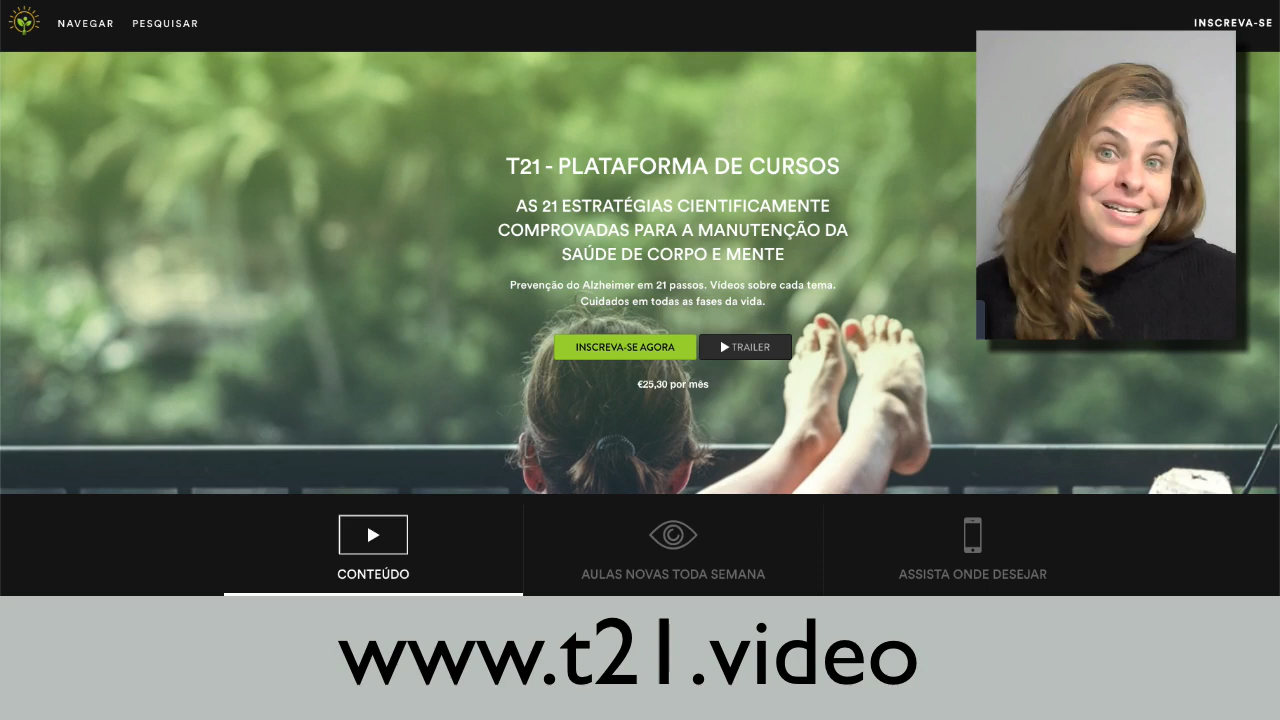 NAVEGAR PESQUISAR
INSCREVA-SE
T21 - PLATAFORMA DE CURSOS
AS 21 ESTRATÉGIAS CIENTIFICAMENTE
COMPROVADAS PARA A MANUTENÇÃO DA
SAÚDE DE CORPO E MENTE
Prevenção do Alzheimer em 21 passos. Vídeos sobre cada tema.
Cuidados em todas as fases da vida.
INSCREVA-SE AGORA
TRAILER
€25,30 por mês
CONTEÚDO
AULAS NOVAS TODA SEMANA
ASSISTA ONDE DESEJAR
www.t21.video